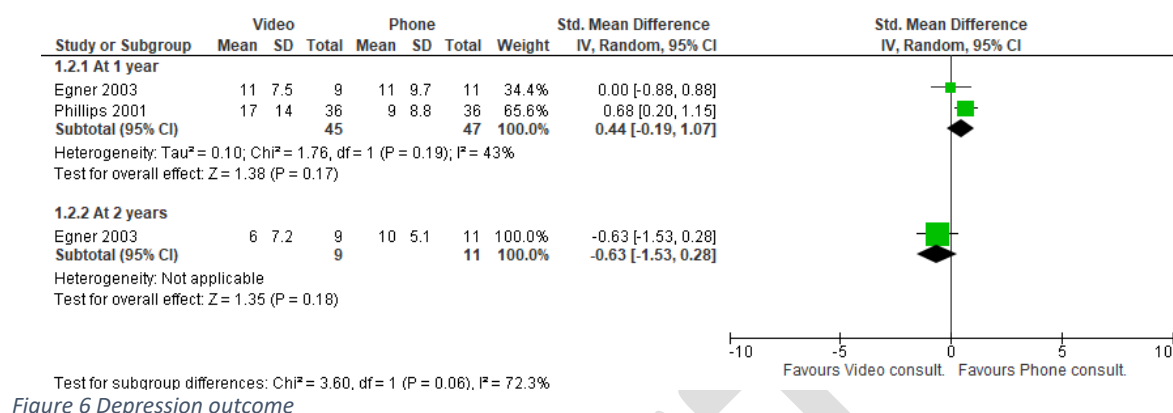 Video Phone Std. Mean Difference Std. Mean Difference
Study or Subgroup Mean SD Total Mean SD Total Weight IV, Random, 95% CI IV, Random, 95% CI
1.2.1 At 1 year
Egner 2003 11 7.5 9 11 9.7 11 34.4% 0.00 [-0.88, 0.88]
Phillips 2001 17 14 36 9 8.8 36 65.6% 0.68 [0.20, 1.15]
Subtotal (95% CI) 45 47 100.0% 0.44 [-0.19, 1.07]
Heterogeneity: Tau² = 0.10; Chi² = 1.76, df = 1 (P = 0.19); I² = 43%
Test for overall effect: Z = 1.38 (P = 0.17)
1.2.2 At 2 years
Egner 2003 6 7.2 9 10 5.1 11 100.0% -0.63 [-1.53, 0.28]
Subtotal (95% CI) 9 11 100.0% -0.63 [-1.53, 0.28]
Heterogeneity: Not applicable
Test for overall effect: Z = 1.35 (P = 0.18)
-10 -5 0 5 10
Favours Video consult. Favours Phone consult.
Test for subgroup differences: Chi² = 3.60, df = 1 (P = 0.06), I² = 72.3%
Figure 6 Depression outcome